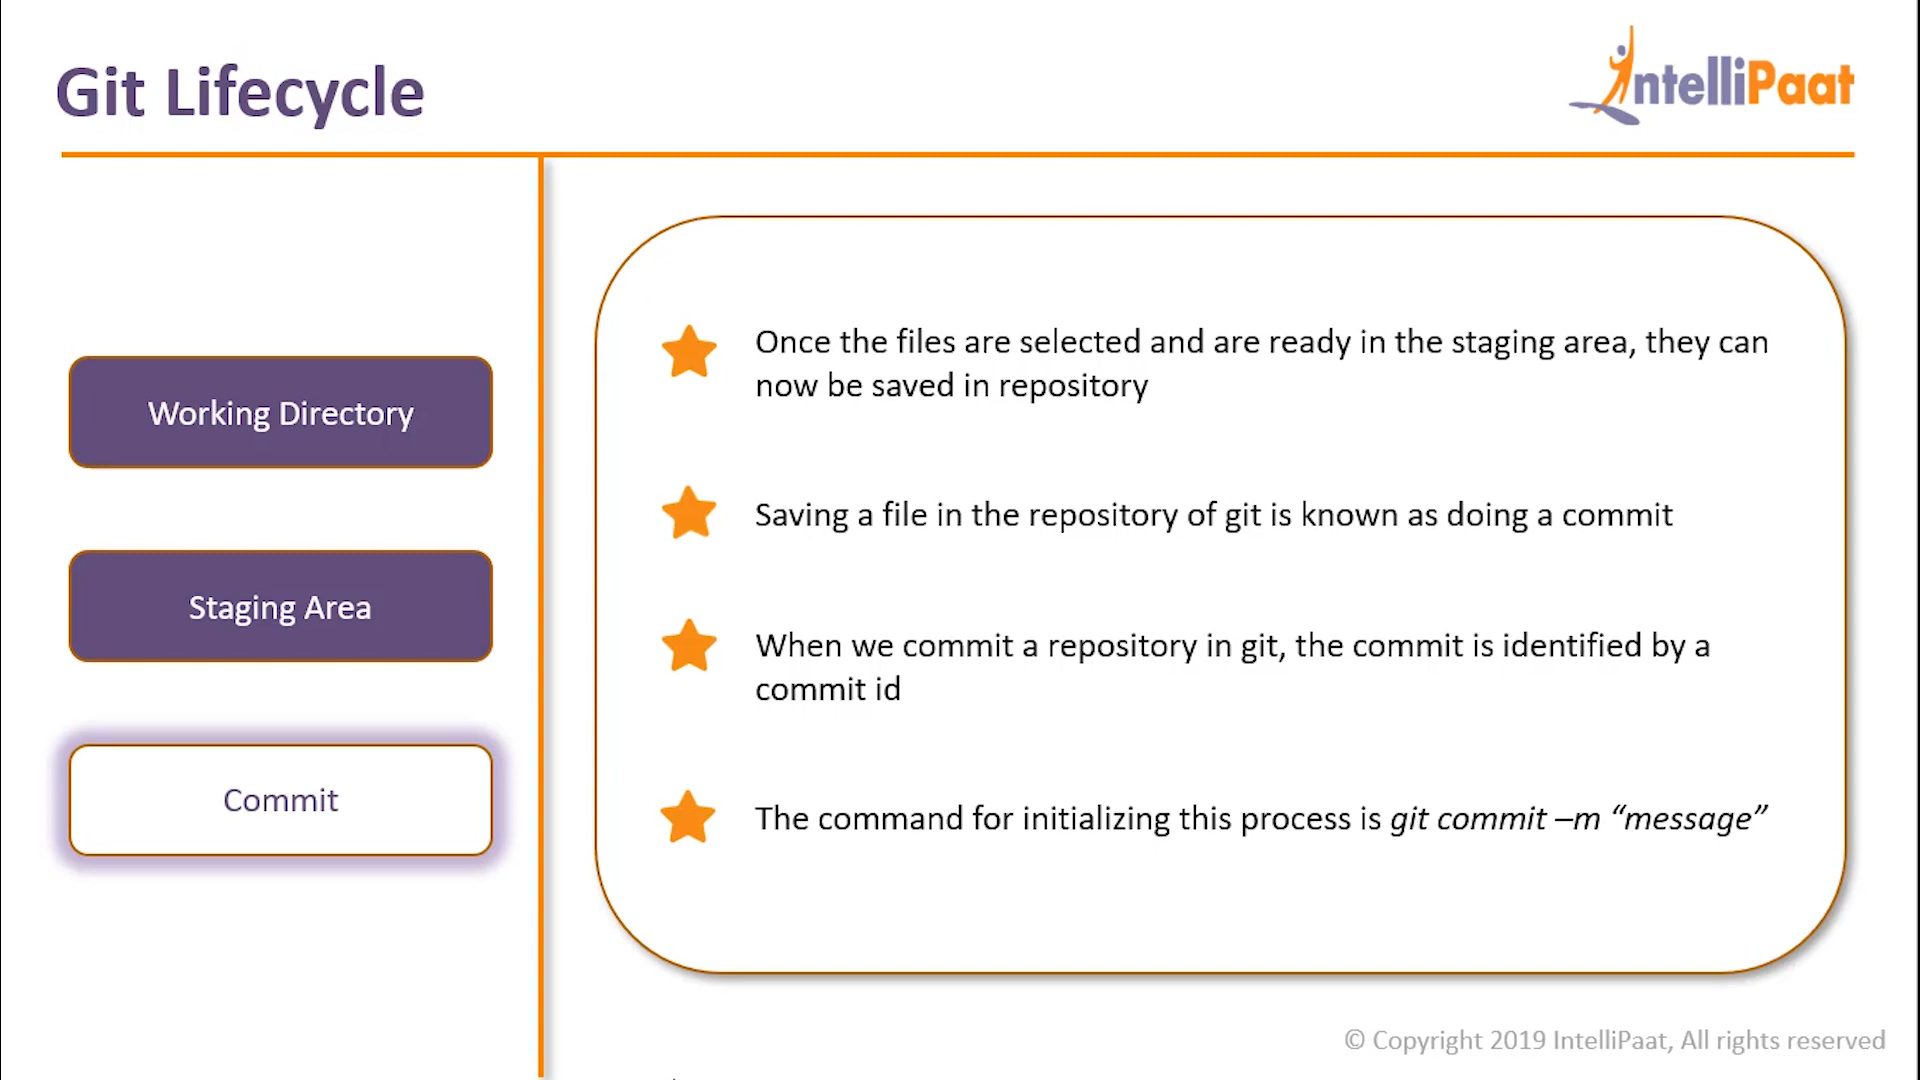 Git Lifecycle
IntelliPaat
Working Directory
Staging Area
Commit
Once the files are selected and are ready in the staging area, they can
now be saved in repository
Saving a file in the repository of git is known as doing a commit
When we commit a repository in git, the commit is identified by a
commit id
The command for initializing this process is git commit –m “message”
© Copyright 2019 IntelliPaat, All rights reserved